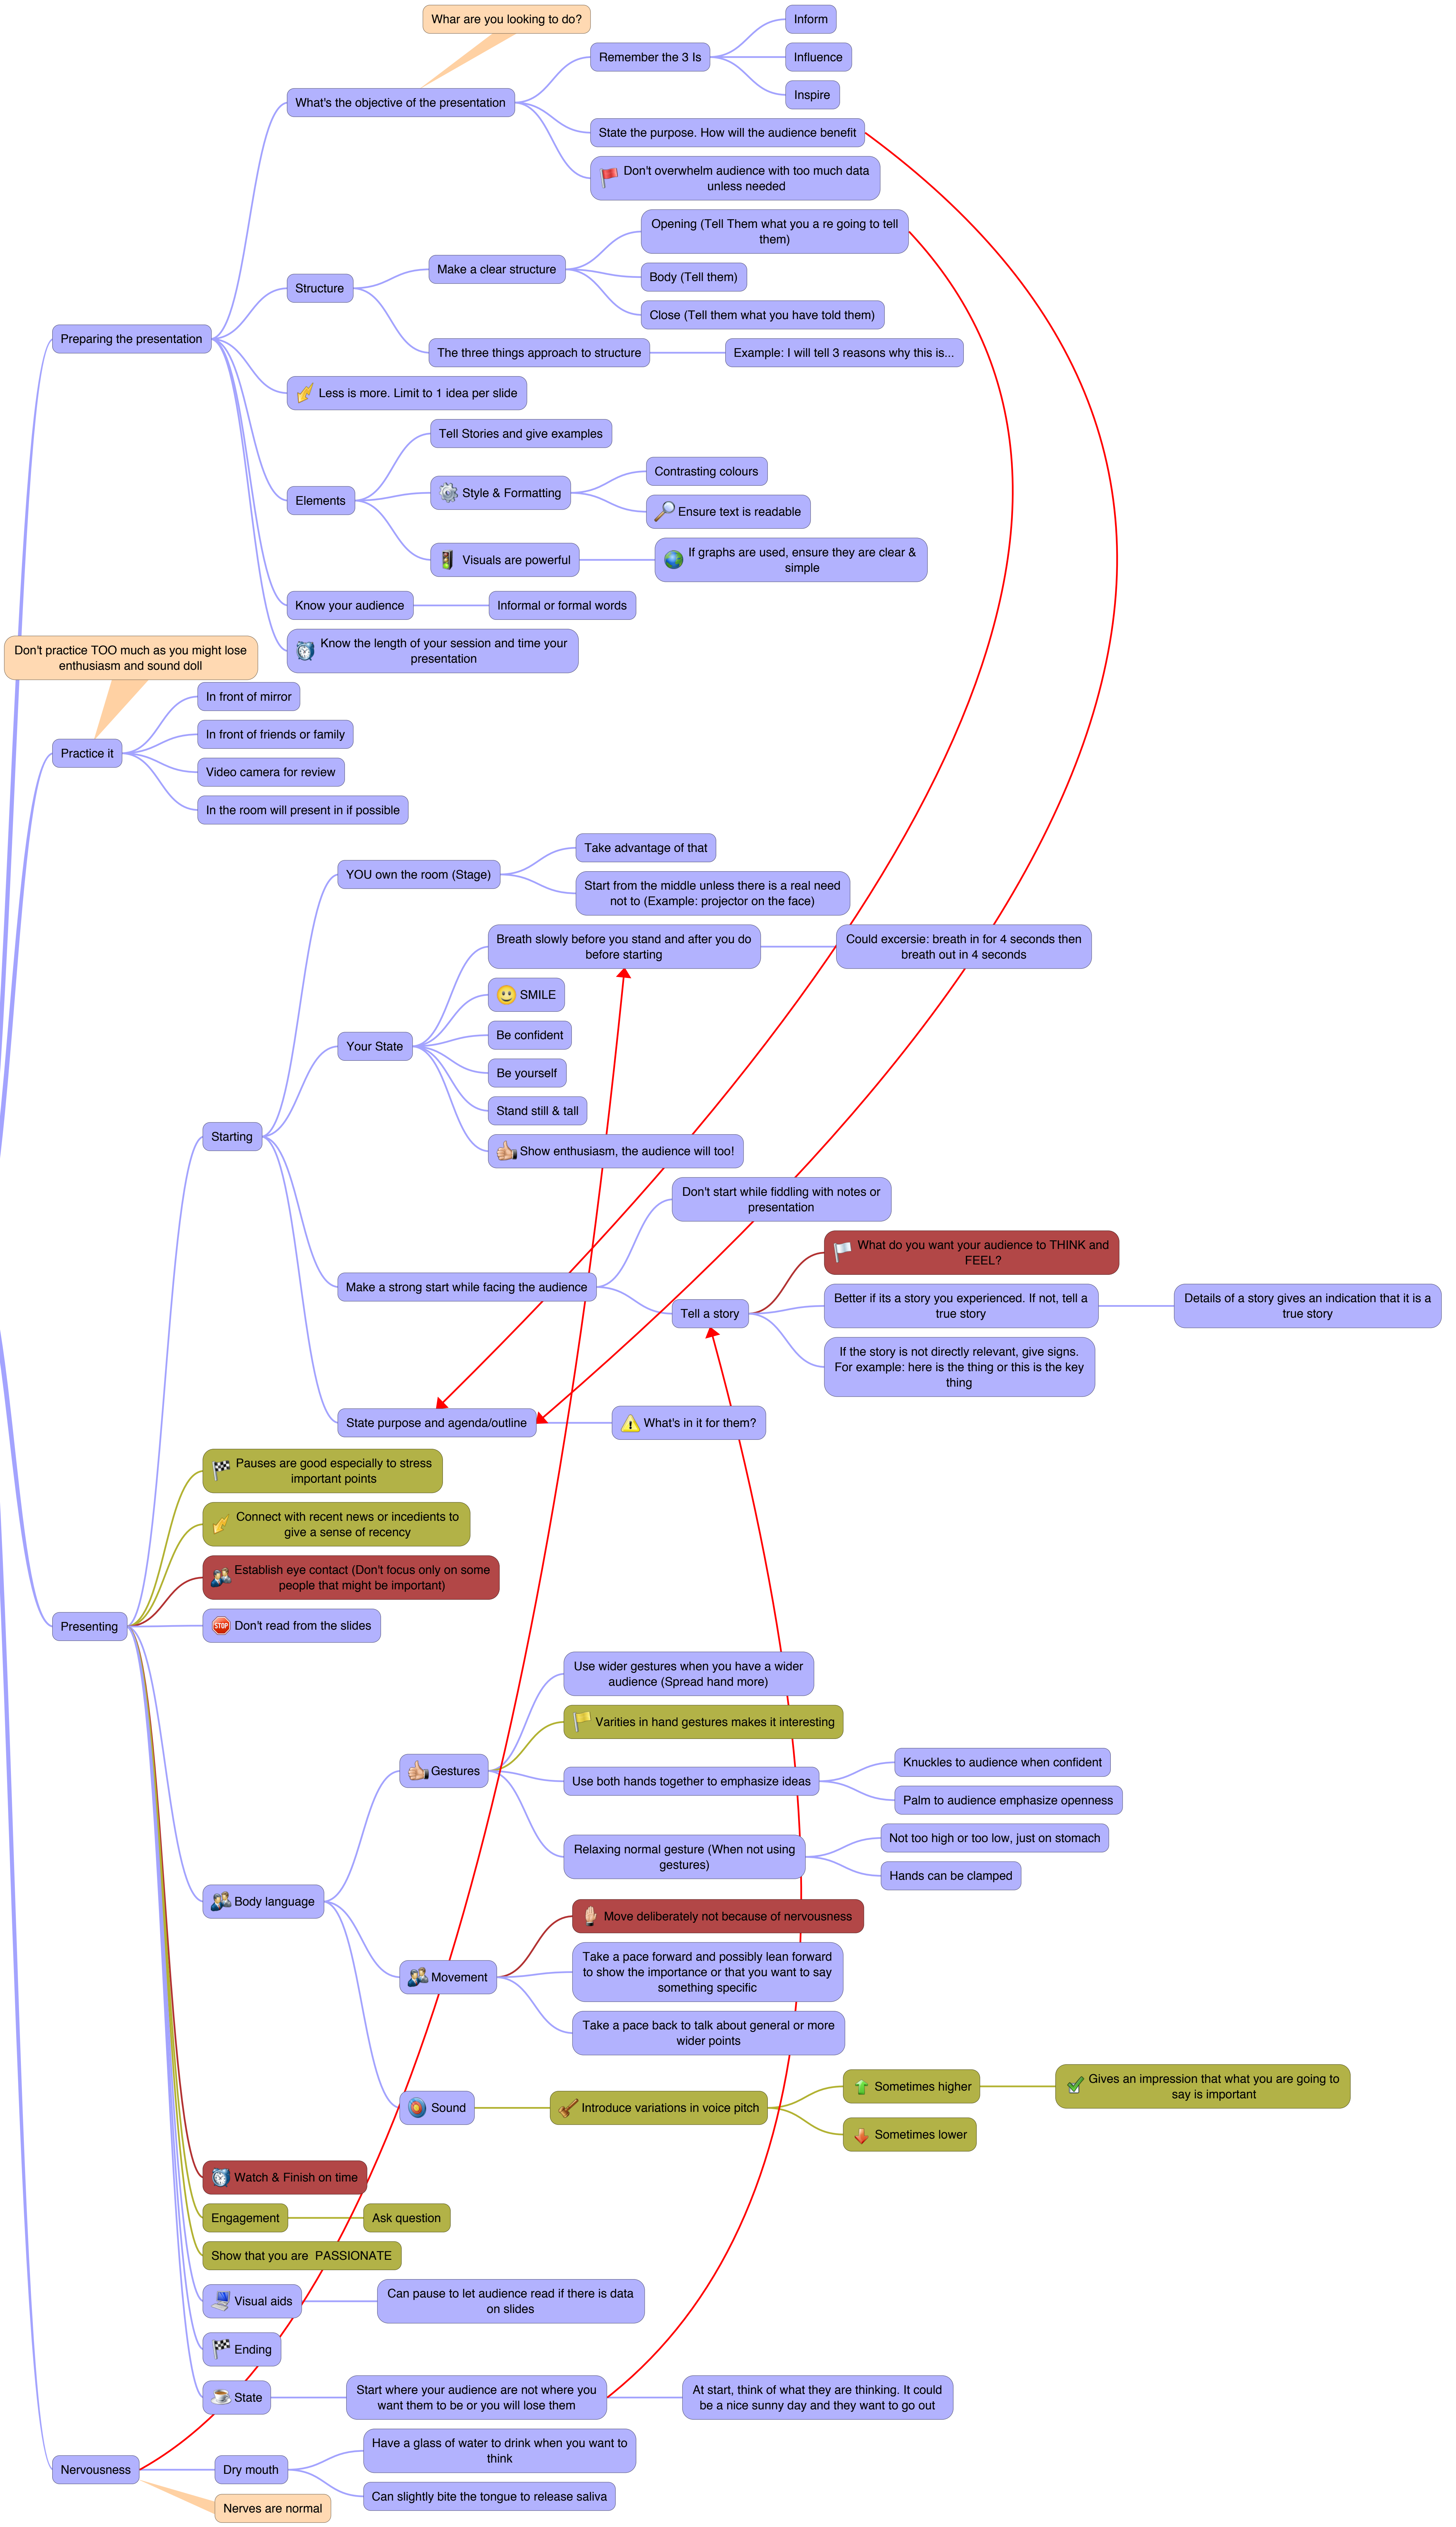 Whar are you looking to do?
Inform
Remember the 3 Is
Influence
Inspire
What's the objective of the presentation
State the purpose. How will the audience benefit
Don't overwhelm audience with too much data
unless needed
Opening (Tell Them what you a re going to tell
them)
Make a clear structure
Body (Tell them)
Structure
Close (Tell them what you have told them)
Preparing the presentation
The three things approach to structure
Example: I will tell 3 reasons why this is...
Less is more. Limit to 1 idea per slide
Tell Stories and give examples
Contrasting colours
Elements
Style & Formatting
Ensure text is readable
Visuals are powerful
If graphs are used, ensure they are clear &
simple
Know your audience
Informal or formal words
Know the length of your session and time your
presentation
Don't practice TOO much as you might lose
enthusiasm and sound doll
In front of mirror
In front of friends or family
Practice it
Video camera for review
In the room will present in if possible
Take advantage of that
YOU own the room (Stage)
Start from the middle unless there is a real need
not to (Example: projector on the face)
Breath slowly before you stand and after you do
before starting
Could excersie: breath in for 4 seconds then
breath out in 4 seconds
SMILE
Be confident
Your State
Be yourself
Stand still & tall
Starting
Show enthusiasm, the audience will too!
Don't start while fiddling with notes or
presentation
What do you want your audience to THINK and
FEEL?
Make a strong start while facing the audience
Tell a story
Better if its a story you experienced. If not, tell a
true story
Details of a story gives an indication that it is a
true story
If the story is not directly relevant, give signs.
For example: here is the thing or this is the key
thing
State purpose and agenda/outline
What's in it for them?
Pauses are good especially to stress
important points
Connect with recent news or incedients to
give a sense of recency
Establish eye contact (Don't focus only on some
people that might be important)
Presenting
Don't read from the slides
Use wider gestures when you have a wider
audience (Spread hand more)
Varities in hand gestures makes it interesting
Gestures
Use both hands together to emphasize ideas
Knuckles to audience when confident
Palm to audience emphasize openness
Relaxing normal gesture (When not using
gestures)
Not too high or too low, just on stomach
Hands can be clamped
Body language
Move deliberately not because of nervousness
Movement
Take a pace forward and possibly lean forward
to show the importance or that you want to say
something specific
Take a pace back to talk about general or more
wider points
Sound
Introduce variations in voice pitch
Sometimes higher
Gives an impression that what you are going to
say is important
Sometimes lower
Watch & Finish on time
Engagement
Ask question
Show that you are  PASSIONATE
Visual aids
Can pause to let audience read if there is data
on slides
Ending
State
Start where your audience are not where you
want them to be or you will lose them
At start, think of what they are thinking. It could
be a nice sunny day and they want to go out
Nervousness
Dry mouth
Have a glass of water to drink when you want to
think
Can slightly bite the tongue to release saliva
Nerves are normal